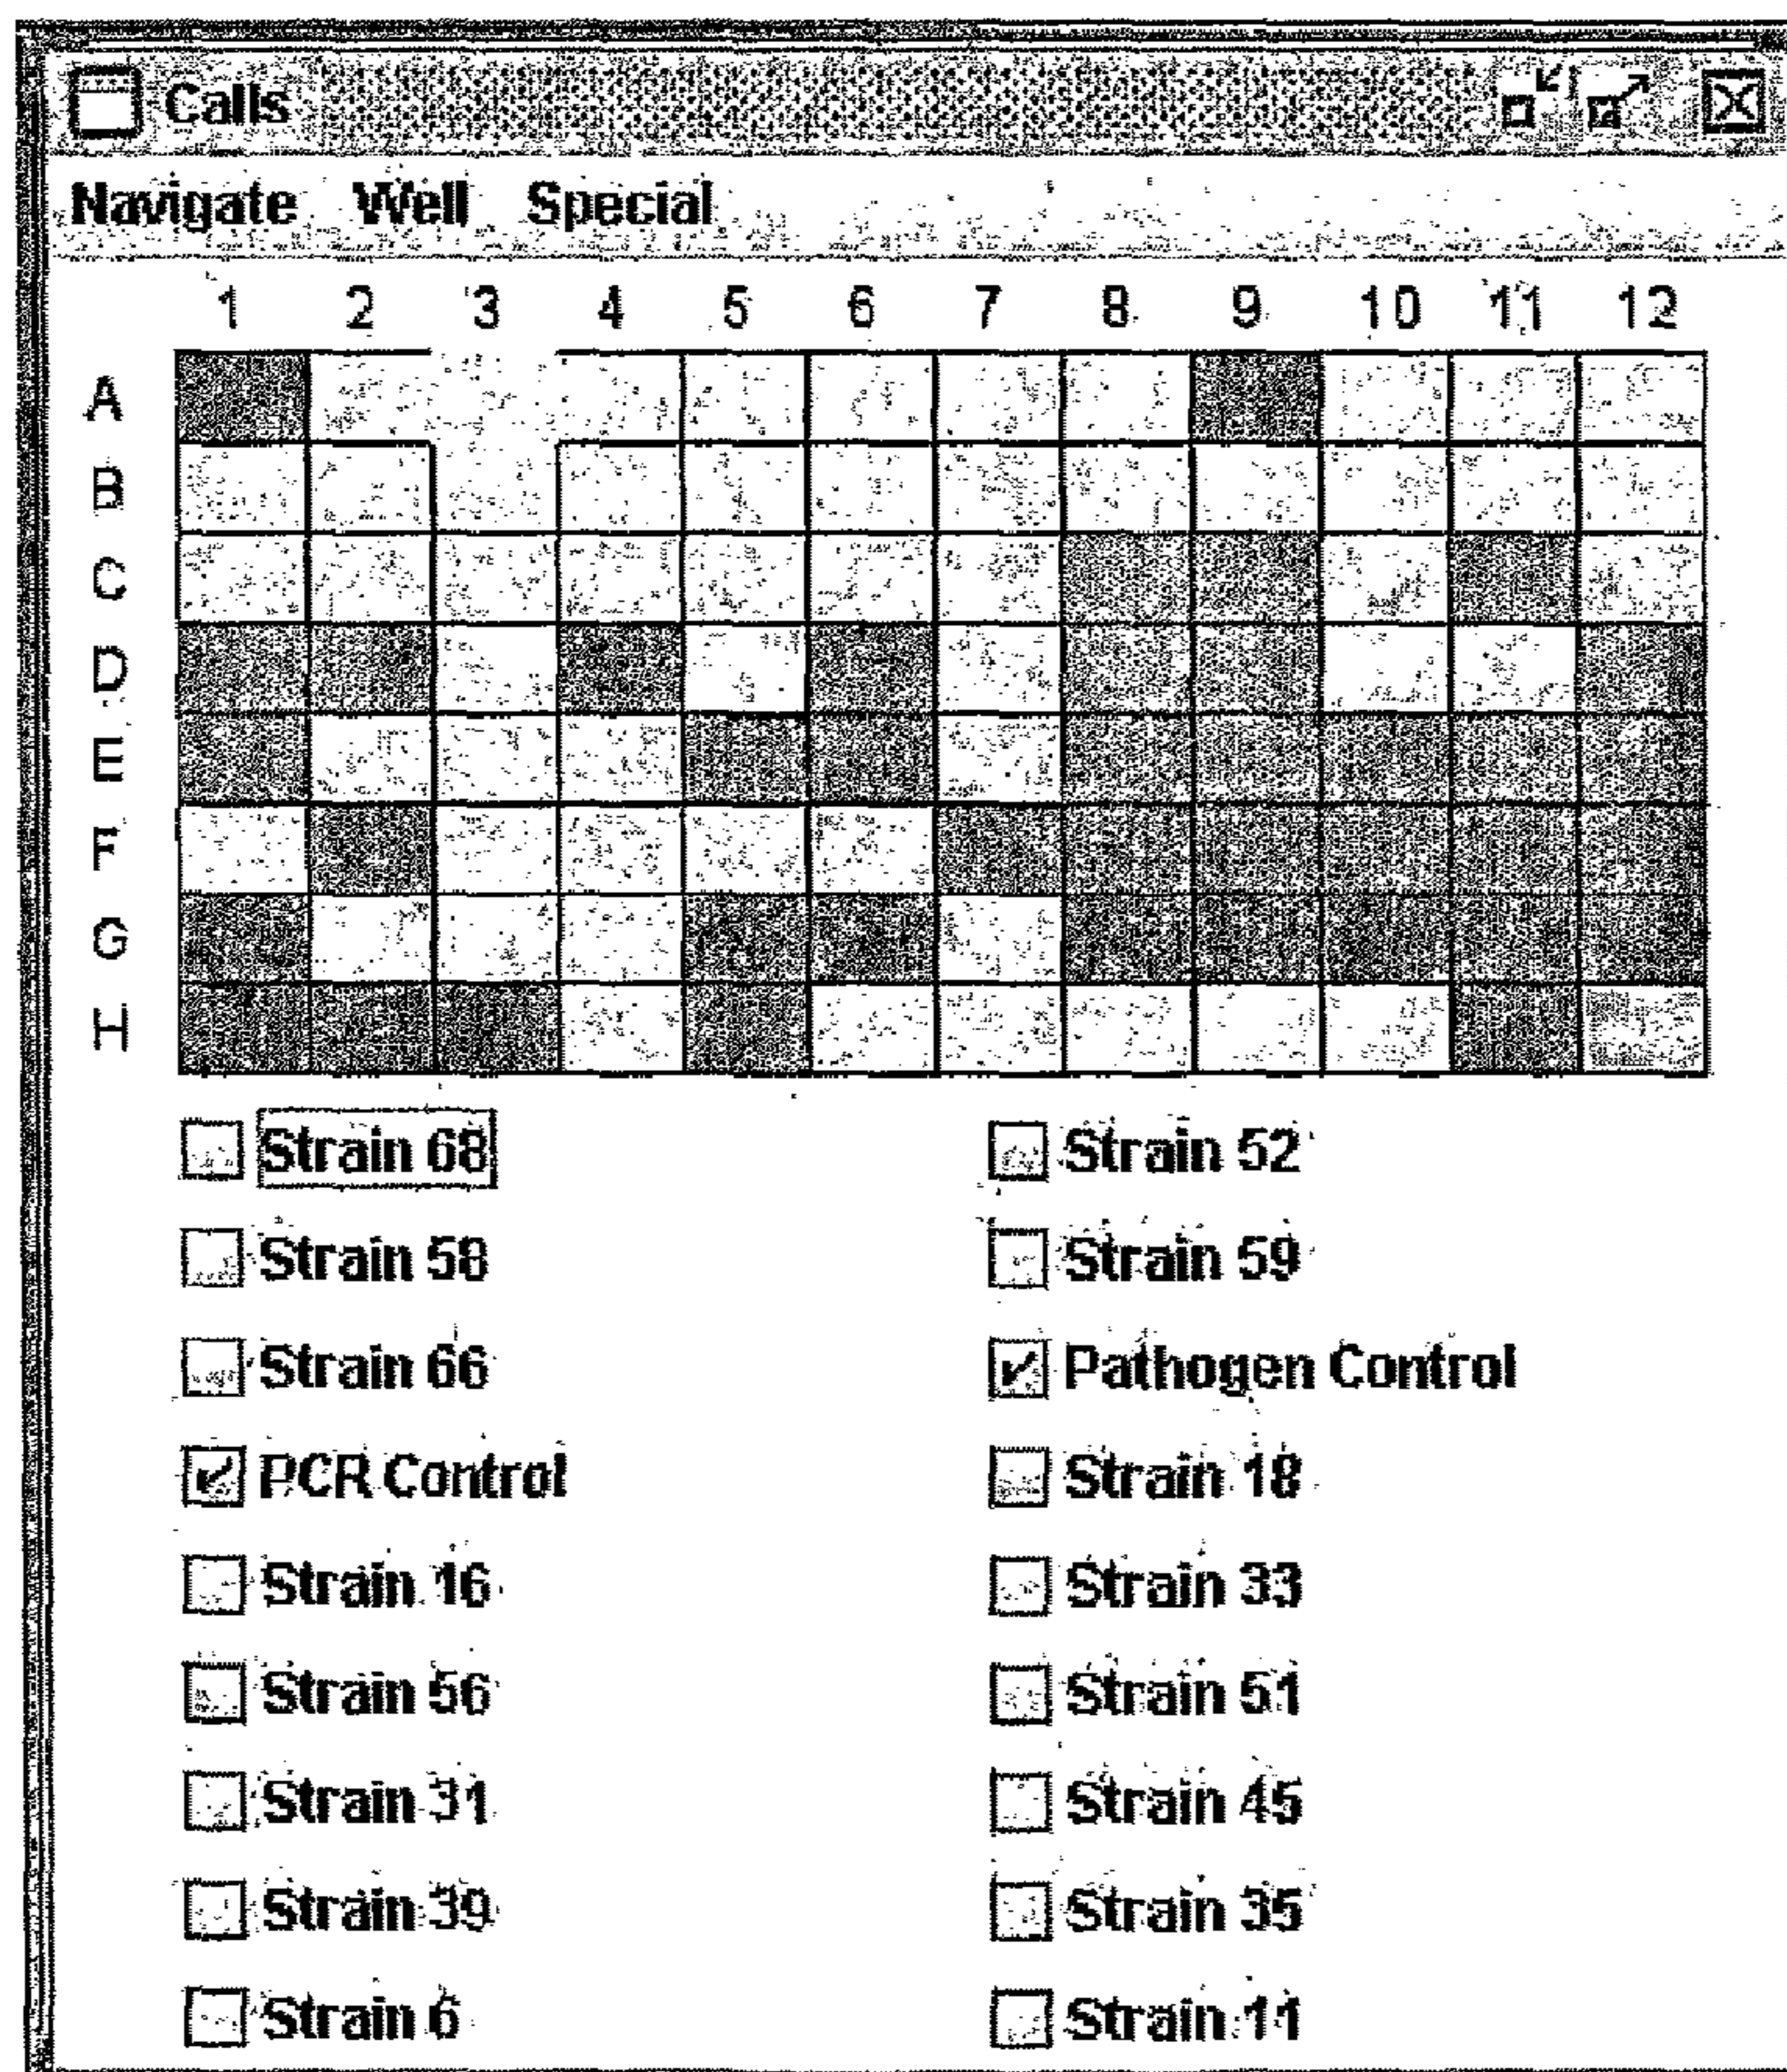 Calls
Navigate Well Special
1 2 3 4 5 6 7 8 9 10 11 12
A
B
C
D
E
F
G
H
Strain 68 Strain 52
Strain 58 Strain 59
Strain 66 Pathogen Control
PCR Control Strain 18
Strain 16 Strain 33
Strain 56 Strain 51
Strain 31 Strain 45
Strain 39 Strain 35
Strain 6 Strain 11